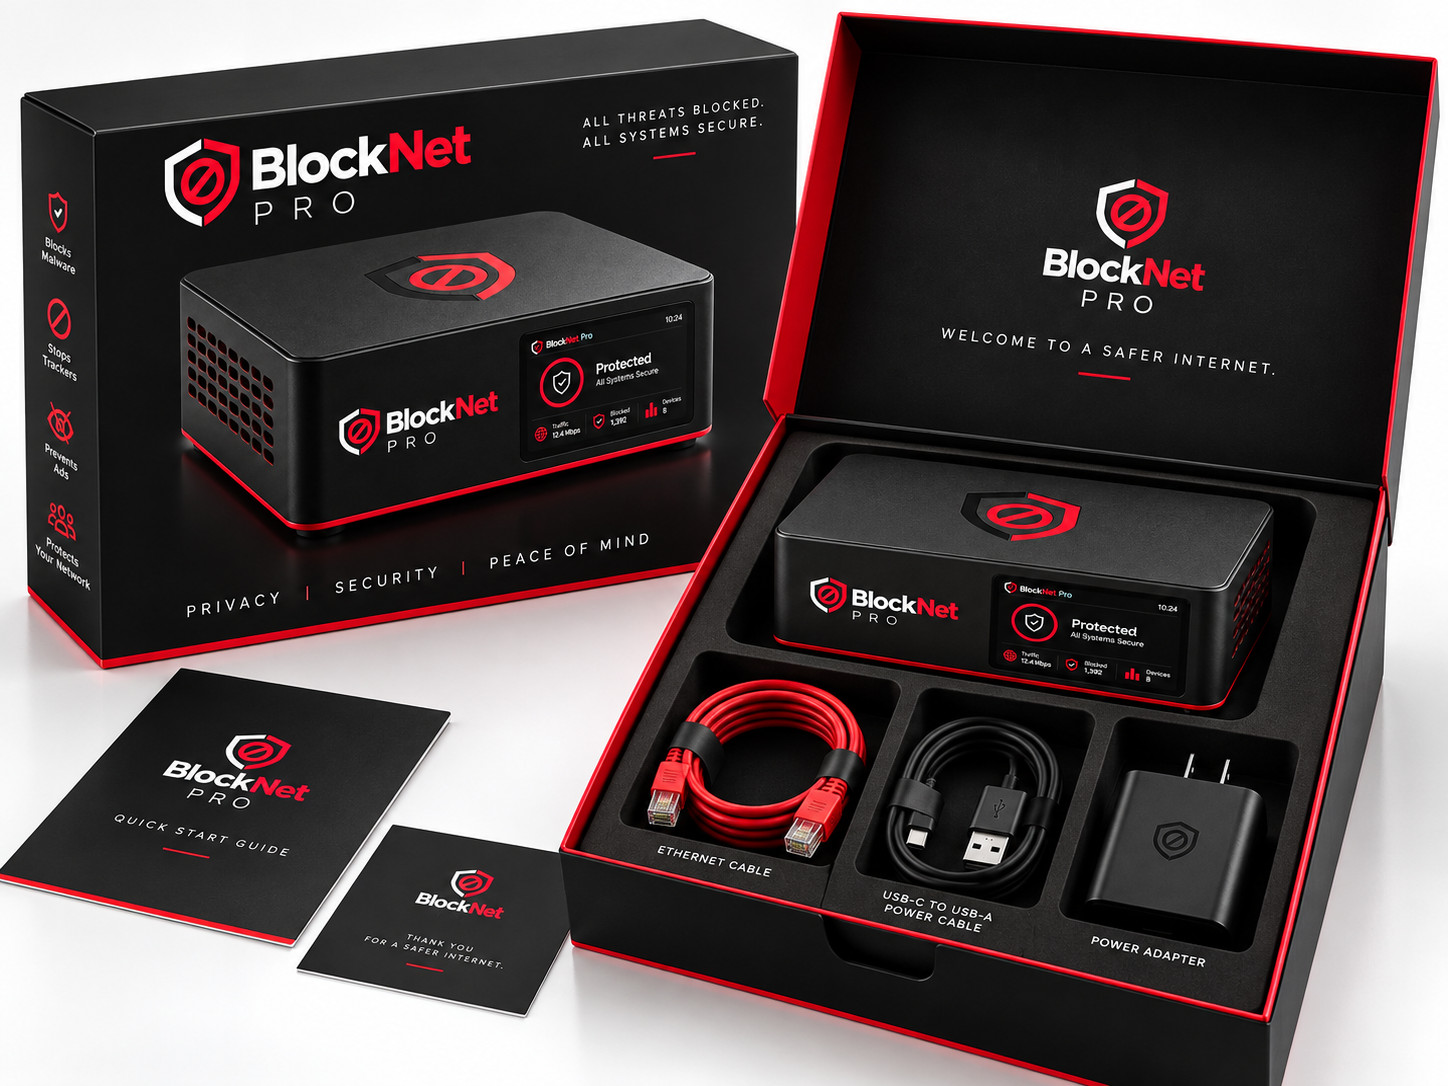 BlockNet
PRO
ALL THREATS BLOCKED.
ALL SYSTEMS SECURE.
Blocks
Malware
Stops
Trackers
Prevents
Ads
Protects
Your Network
BlockNet Pro
10:24
Protected
All Systems Secure
Traffic
12.4 Mbps
Blocked
1,392
Devices
8
BlockNet
PRO
PRIVACY | SECURITY | PEACE OF MIND
BlockNet
PRO
WELCOME TO A SAFER INTERNET.
BlockNet
PRO
BlockNet Pro
10:24
Protected
All Systems Secure
Traffic
12.4 Mbps
Blocked
1,392
Devices
8
ETHERNET CABLE
USB-C TO USB-A
POWER CABLE
POWER ADAPTER
BlockNet
PRO
QUICK START GUIDE
BlockNet
THANK YOU
FOR A SAFER INTERNET.